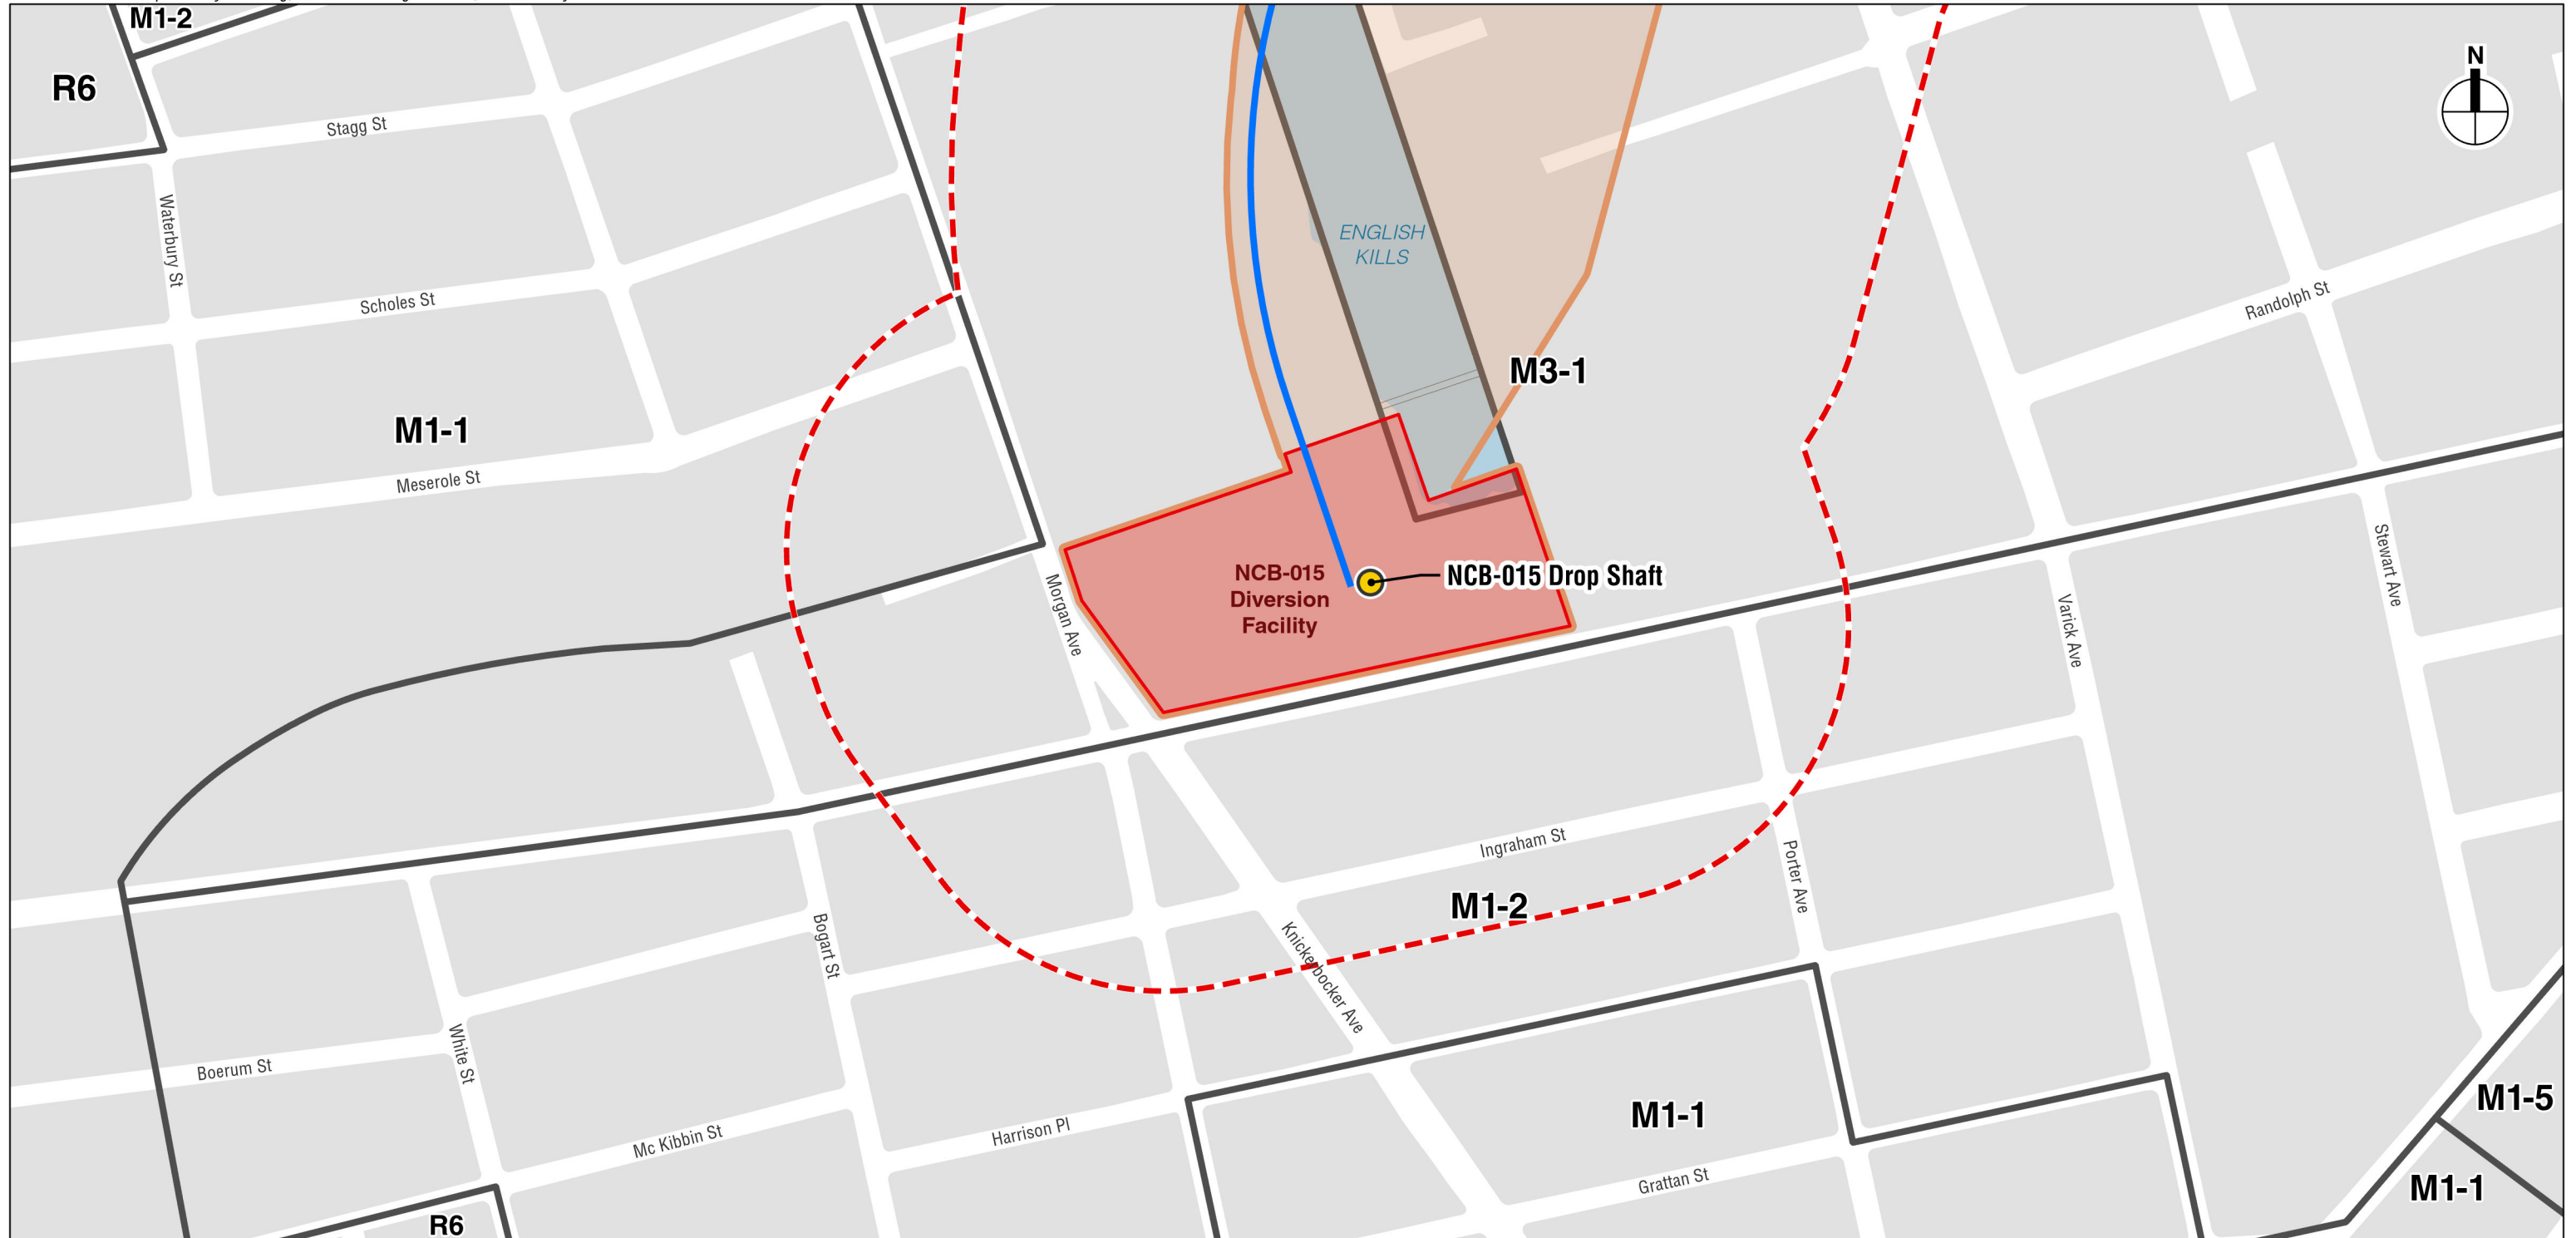 M1-2
R6
N
Stagg St
Waterbury St
ENGLISH
KILLS
Scholes St
Randolph St
M3-1
M1-1
Meserole St
NCB-015
Diversion
Facility
NCB-015 Drop Shaft
Morgan Ave
Varick Ave
Stewart Ave
Ingraham St
Porter Ave
M1-2
Bogart St
Knickerbocker Ave
White St
Boerum St
M1-5
M1-1
Mc Kibbin St
Harrison Pl
Grattan St
M1-1
R6